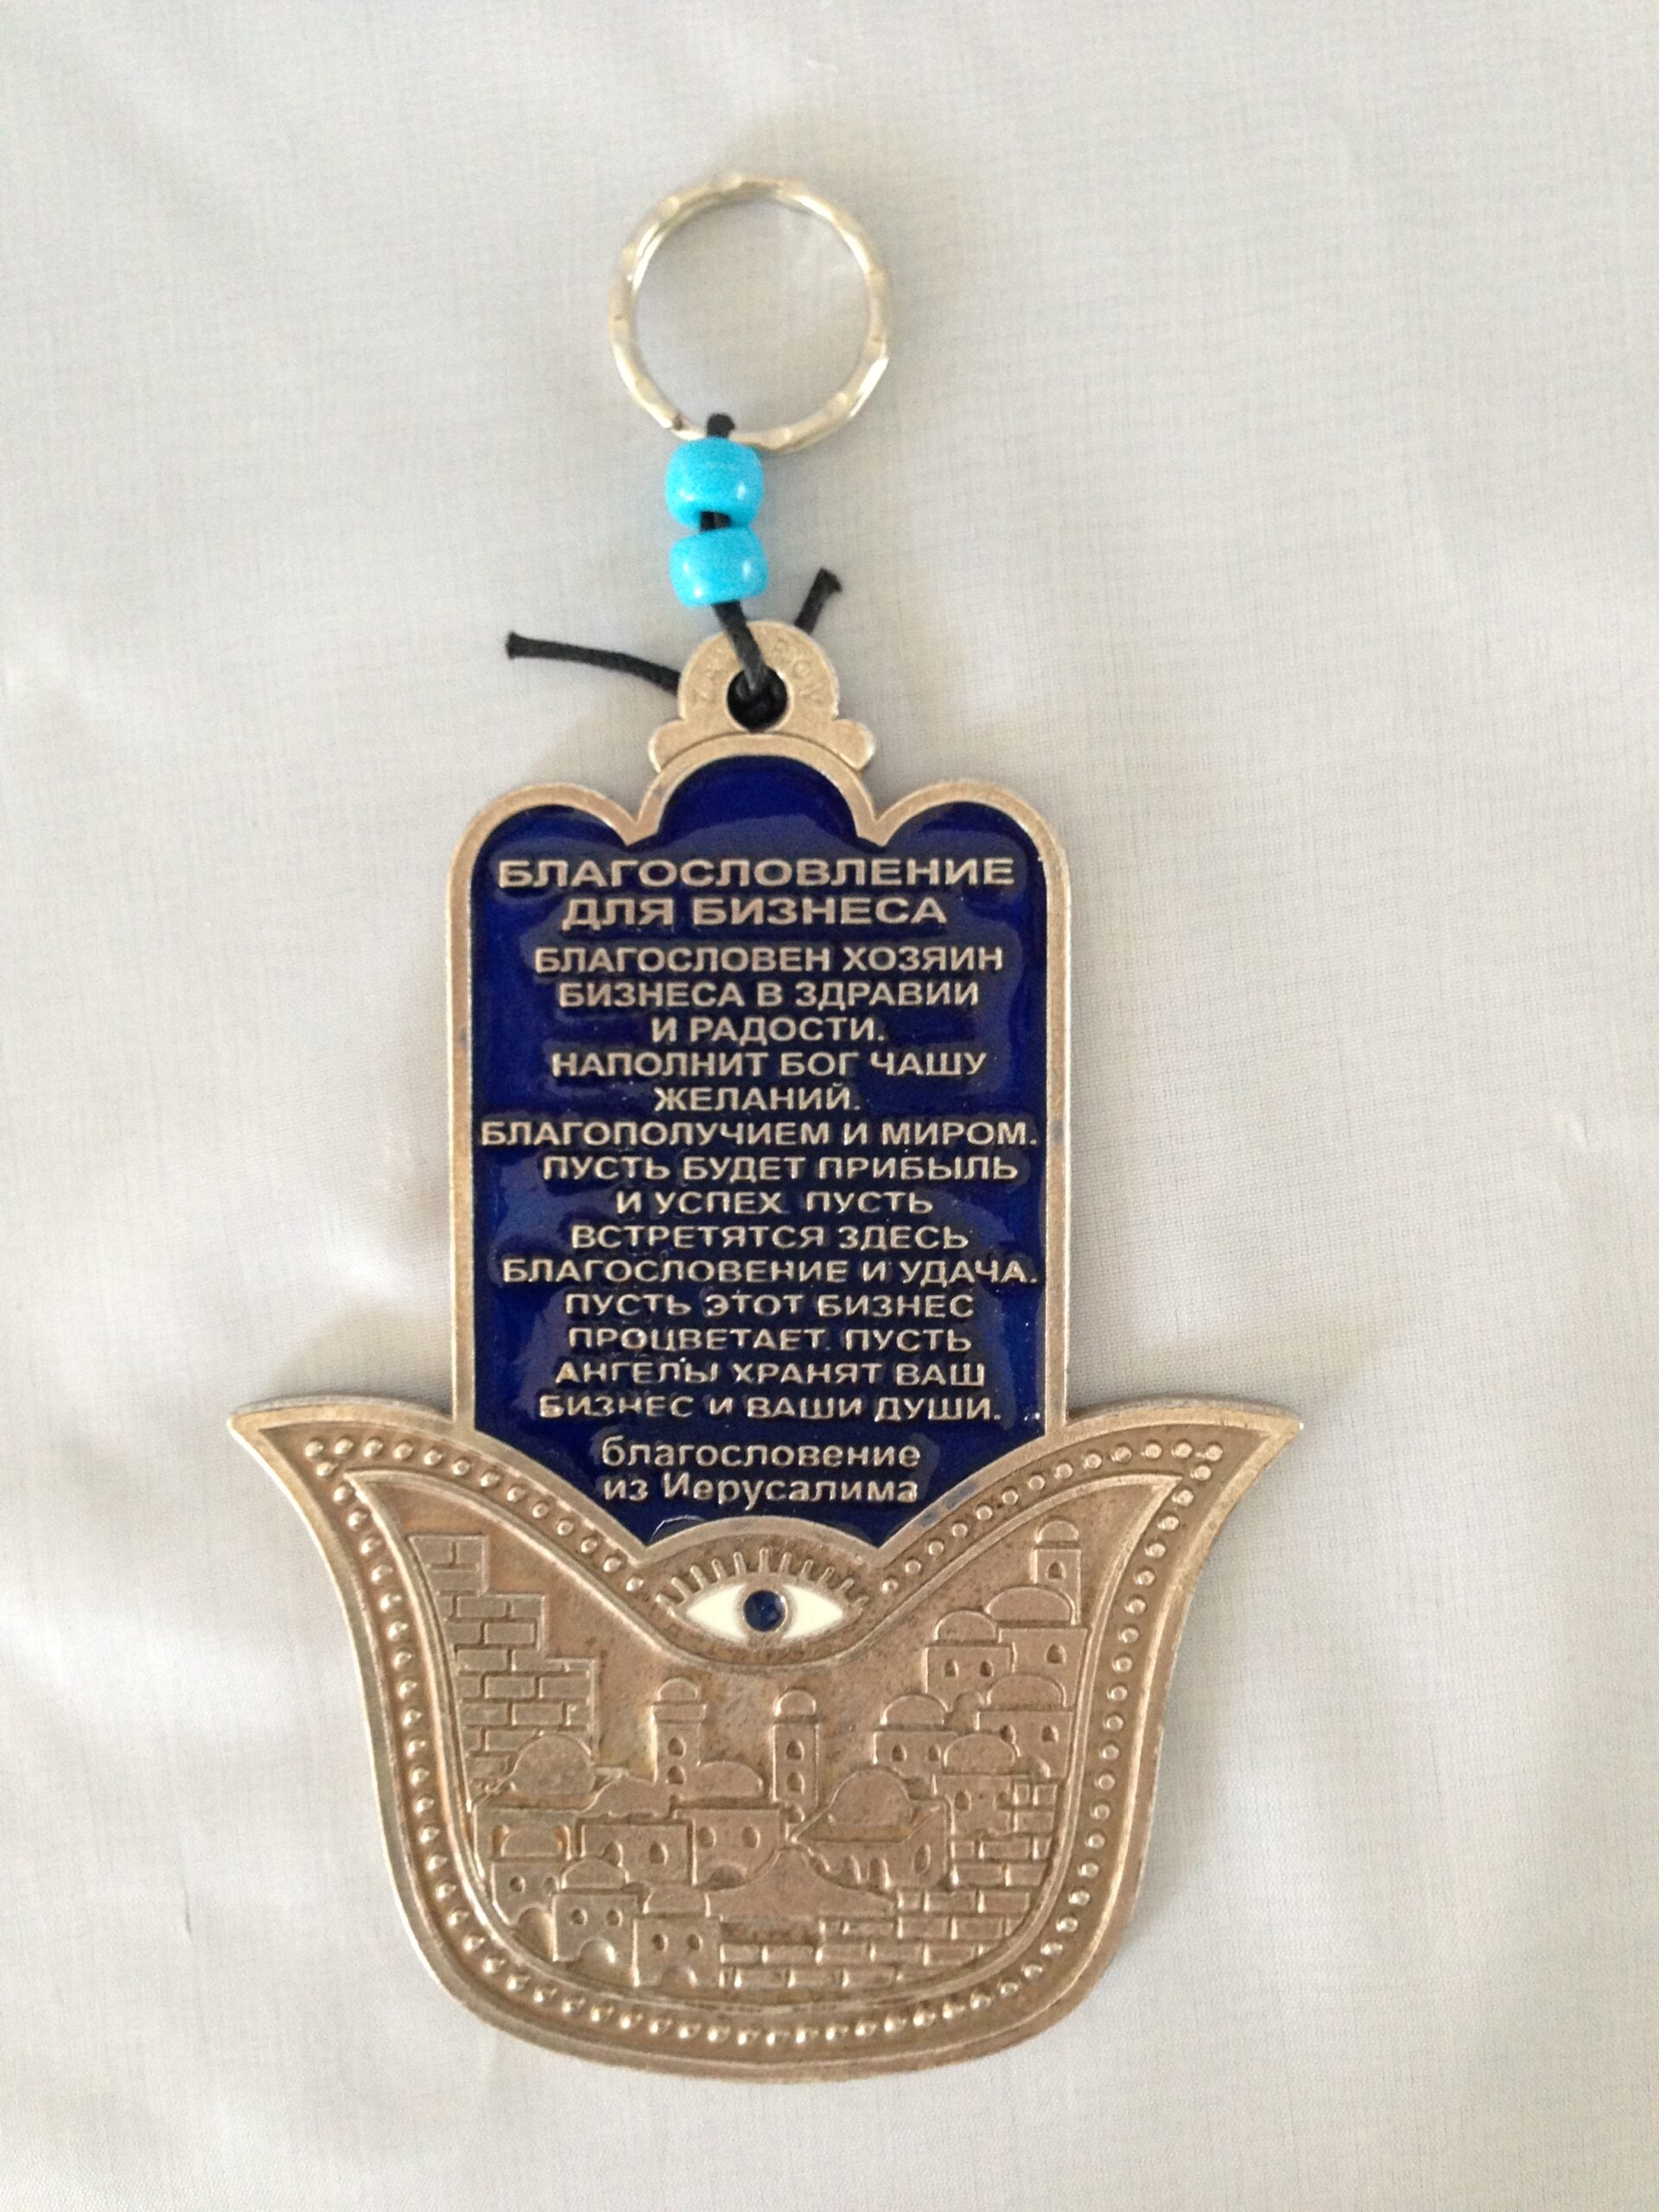 БЛАГОСЛОВЛЕНИЕ
ДЛЯ БИЗНЕСА
БЛАГОСЛОВЕН ХОЗЯИН
БИЗНЕСА В ЗДРАВИИ
И РАДОСТИ.
НАПОЛНИТ БОГ ЧАШУ
ЖЕЛАНИЙ.
БЛАГОПОЛУЧИЕМ И МИРОМ.
ПУСТЬ БУДЕТ ПРИБЫЛЬ
И УСПЕХ. ПУСТЬ
ВСТРЕТЯТСЯ ЗДЕСЬ
БЛАГОСЛОВЕНИЕ И УДАЧА.
ПУСТЬ ЭТОТ БИЗНЕС
ПРОЦВЕТАЕТ. ПУСТЬ
АНГЕЛЫ ХРАНЯТ ВАШ
БИЗНЕС И ВАШИ ДУШИ.
благословение
из Иерусалима